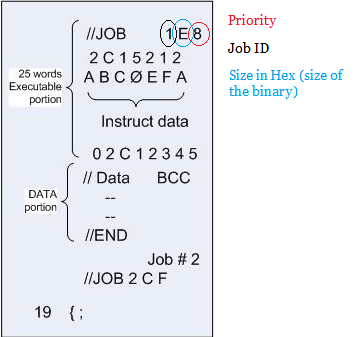 //JOB 1 E 8
Priority
Job ID
Size in Hex (size of
the binary)
25 words
Executable
portion
2 C 1 5 2 1 2
A B C Ø E F A
Instruct data
0 2 C 1 2 3 4 5
DATA
portion
// Data BCC
--
--
//END
Job # 2
//JOB 2 C F
19 { ;